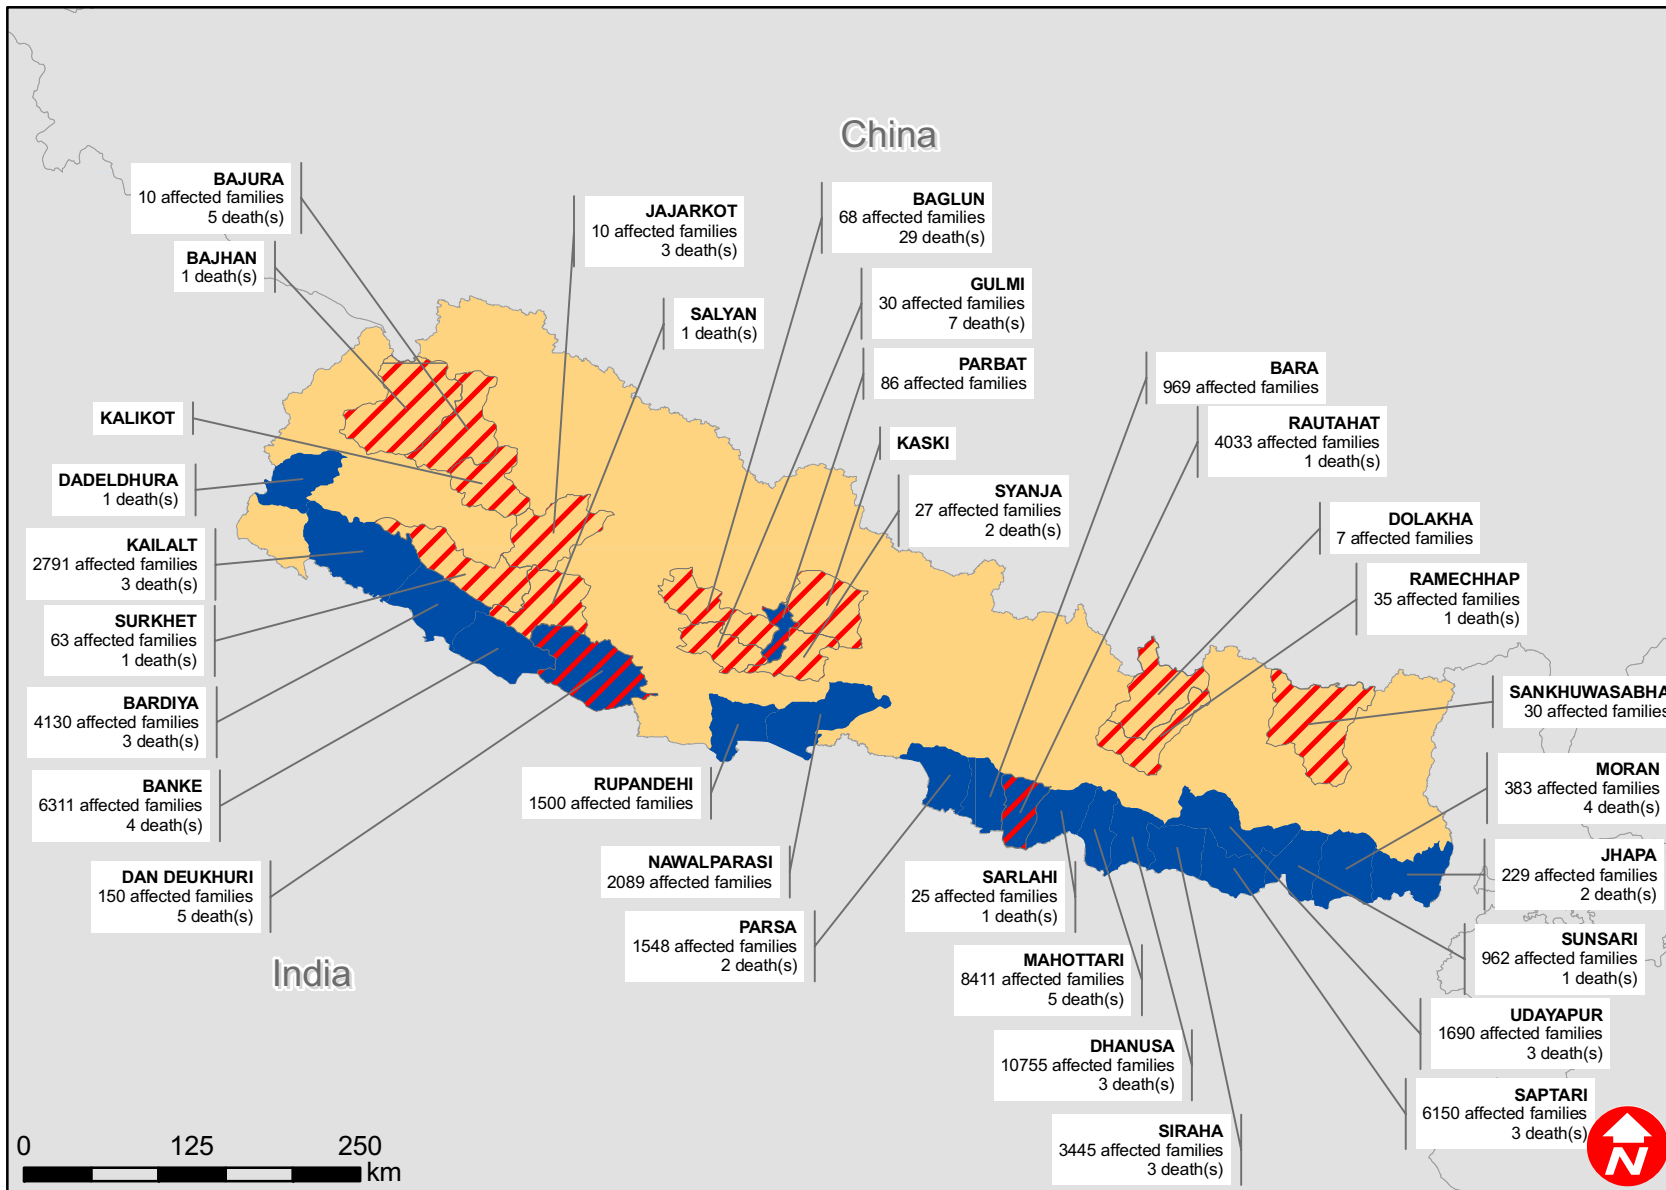 China
BAJURA
10 affected families
5 death(s)
BAJHAN
1 death(s)
JAJARKOT
10 affected families
3 death(s)
SALYAN
1 death(s)
BAGLUN
68 affected families
29 death(s)
GULMI
30 affected families
7 death(s)
PARBAT
86 affected families
KASKI
SYANJA
27 affected families
2 death(s)
BARA
969 affected families
RAUTAHAT
4033 affected families
1 death(s)
DOLAKHA
7 affected families
RAMECHHAP
35 affected families
1 death(s)
SANKHUWASABHA
30 affected families
KALIKOT
DADELDHURA
1 death(s)
KAILALT
2791 affected families
3 death(s)
SURKHET
63 affected families
1 death(s)
BARDIYA
4130 affected families
3 death(s)
BANKE
6311 affected families
4 death(s)
DAN DEUKHURI
150 affected families
5 death(s)
RUPANDEHI
1500 affected families
NAWALPARASI
2089 affected families
PARSA
1548 affected families
2 death(s)
SARLAHI
25 affected families
1 death(s)
MAHOTTARI
8411 affected families
5 death(s)
DHANUSA
10755 affected families
3 death(s)
SIRAHA
3445 affected families
3 death(s)
MORAN
383 affected families
4 death(s)
JHAPA
229 affected families
2 death(s)
SUNSARI
962 affected families
1 death(s)
UDAYAPUR
1690 affected families
3 death(s)
SAPTARI
6150 affected families
3 death(s)
India
0 125 250
km
N